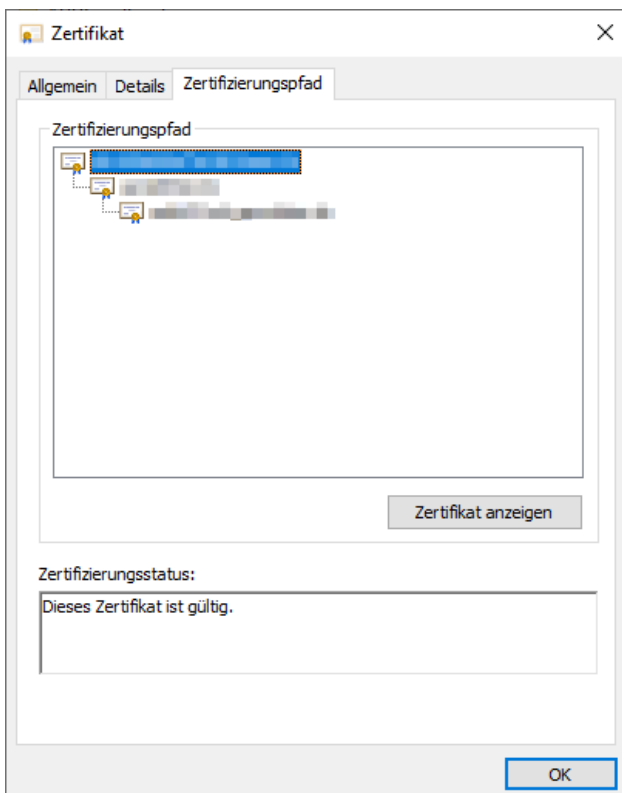 Zertifikat
Allgemein Details Zertifizierungspfad
Zertifizierungspfad
Zertifikat anzeigen
Zertifizierungsstatus:
Dieses Zertifikat ist gültig.
OK